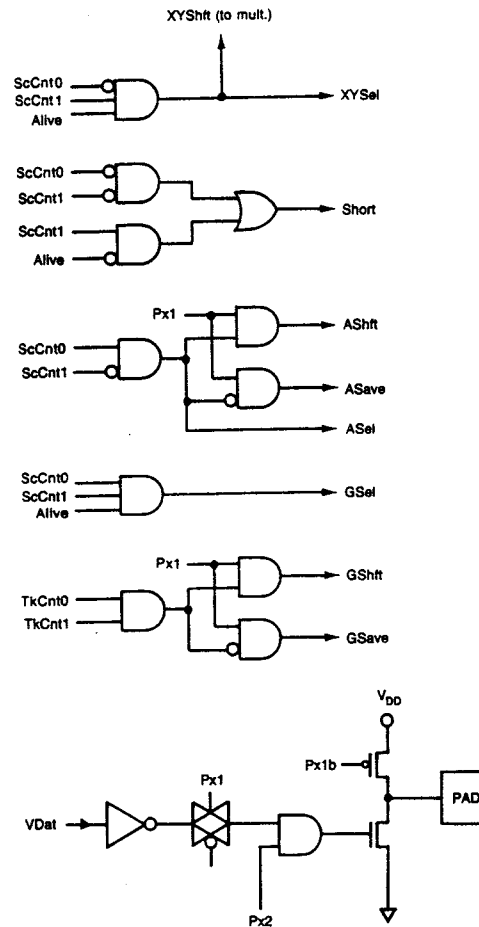 XYShft (to mult.)
ScCnt0
ScCnt1
Alive
XYSel
ScCnt0
ScCnt1
Short
ScCnt1
Alive
Px1
AShft
ScCnt0
ScCnt1
ASave
ASel
ScCnt0
ScCnt1
Alive
GSel
Px1
GShft
TkCnt0
TkCnt1
GSave
VDD
Px1b
PAD
Px1
VDat
Px2